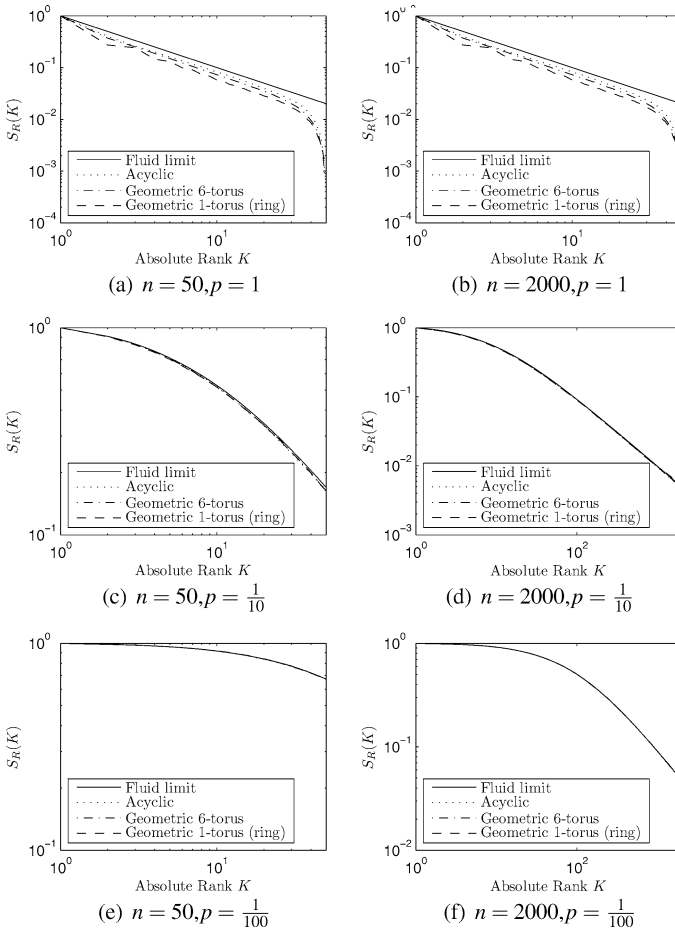 10^0
10^-1
10^-2
10^-3
10^-4
S_R(K)
Fluid limit
Acyclic
Geometric 6-torus
Geometric 1-torus (ring)
10^0
10^1
Absolute Rank K
(a) n = 50,p = 1
10^-1
10^-2
10^-3
10^-4
S_R(K)
Fluid limit
Acyclic
Geometric 6-torus
Geometric 1-torus (ring)
10^0
10^1
Absolute Rank K
(b) n = 2000,p = 1
10^0
10^-1
S_R(K)
Fluid limit
Acyclic
Geometric 6-torus
Geometric 1-torus (ring)
10^0
10^1
Absolute Rank K
(c) n = 50,p = 1/10
10^0
10^-1
10^-2
10^-3
S_R(K)
Fluid limit
Acyclic
Geometric 6-torus
Geometric 1-torus (ring)
10^0
10^2
Absolute Rank K
(d) n = 2000,p = 1/10
10^0
10^-1
S_R(K)
Fluid limit
Acyclic
Geometric 6-torus
Geometric 1-torus (ring)
10^0
10^1
Absolute Rank K
(e) n = 50,p = 1/100
10^0
10^-1
10^-2
S_R(K)
Fluid limit
Acyclic
Geometric 6-torus
Geometric 1-torus (ring)
10^0
10^2
Absolute Rank K
(f) n = 2000,p = 1/100